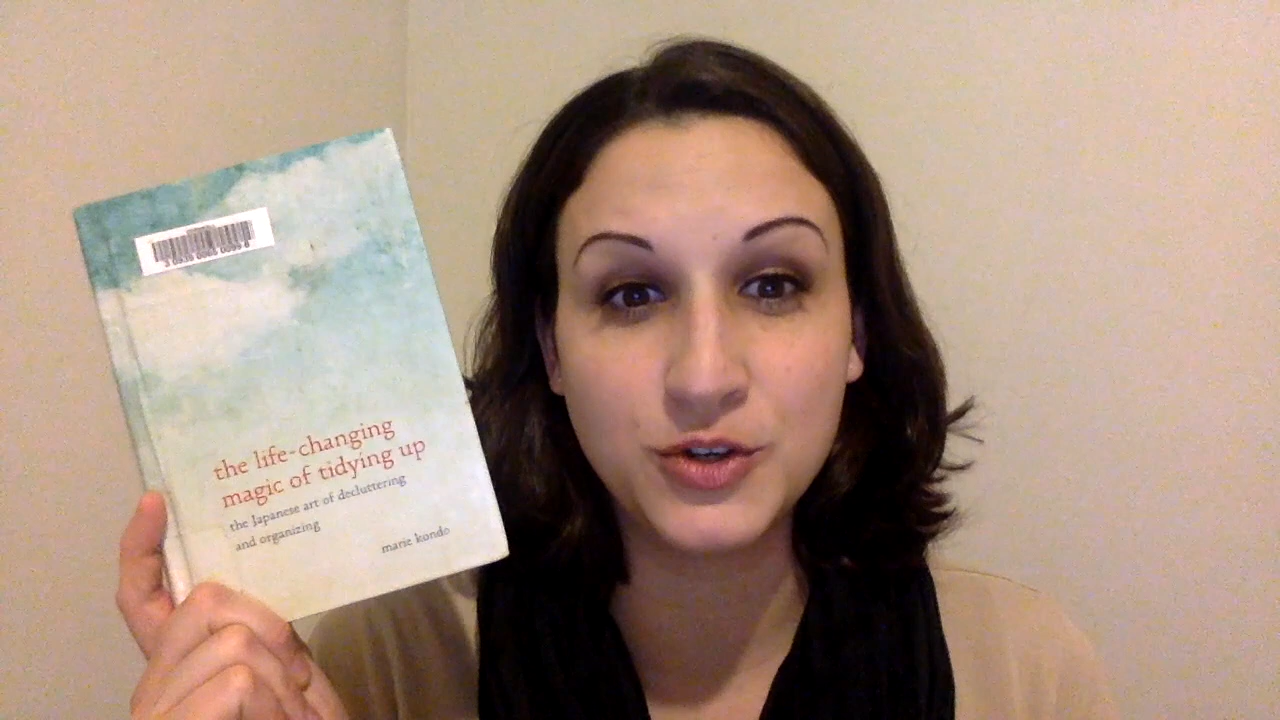 the life-changing
magic of tidying up
the Japanese art of decluttering
and organizing
marie kondo